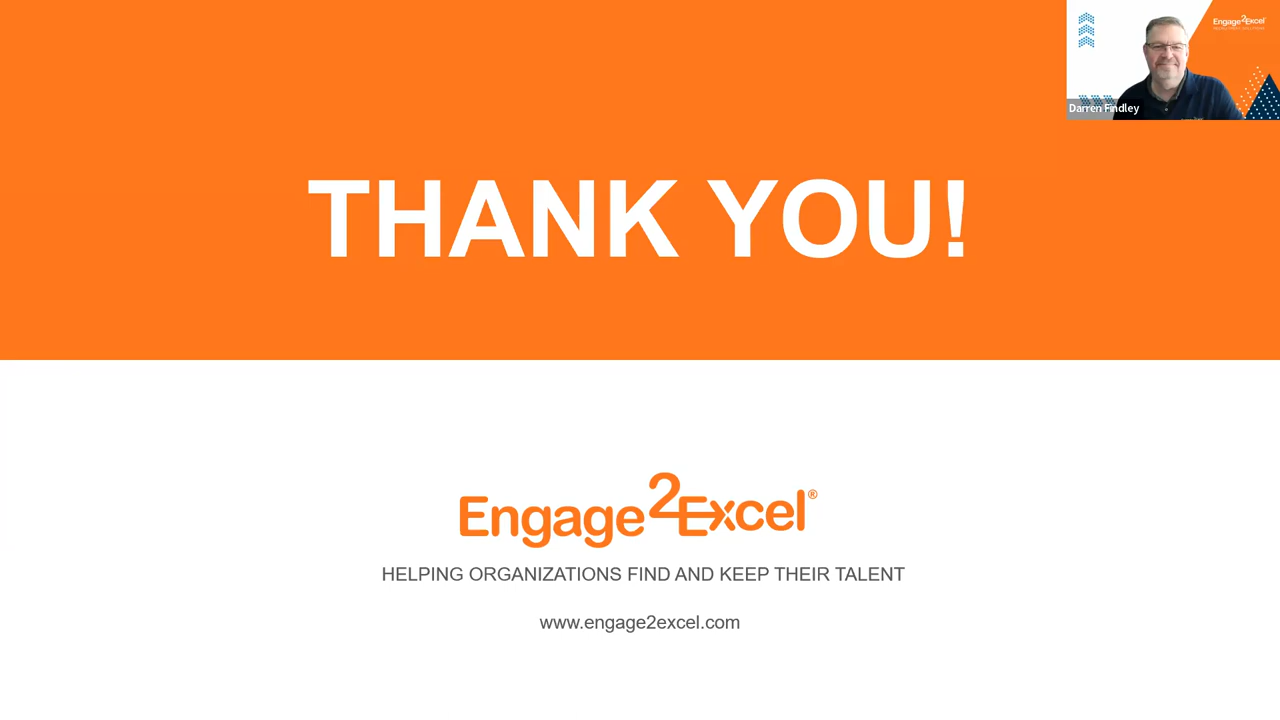 Engage2Excel
Darren Findley
THANK YOU!
Engage2Excel®
HELPING ORGANIZATIONS FIND AND KEEP THEIR TALENT
www.engage2excel.com